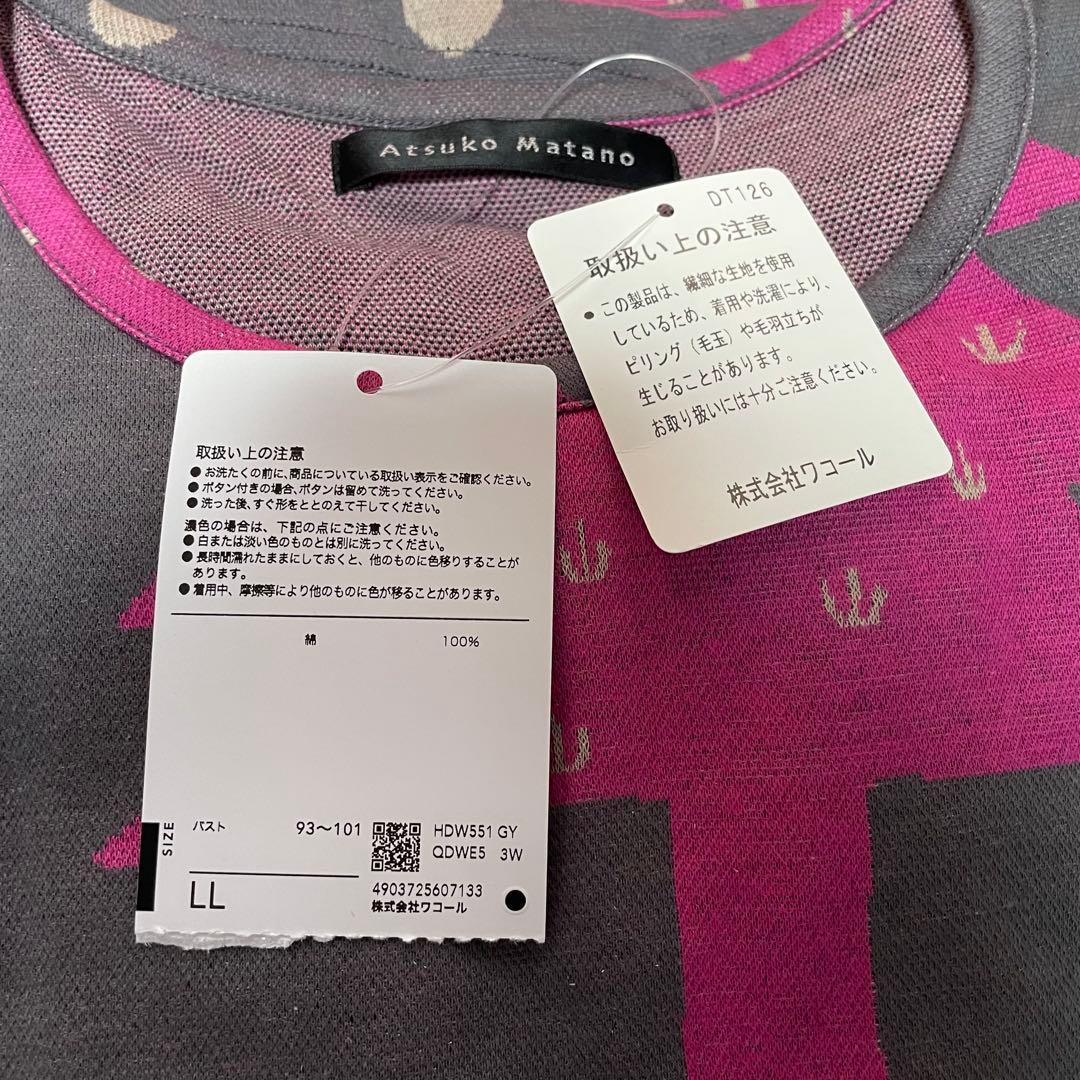 Atsuko Matano
DT126
取扱い上の注意
● この製品は、繊細な生地を使用
しているため、着用や洗濯により、
ピリング（毛玉）や毛羽立ちが
生じることがあります。
お取り扱いには十分ご注意ください。
株式会社ワコール
取扱い上の注意
● お洗たくの前に、商品についている取扱い表示をご確認ください。
● ボタン付きの場合、ボタンは留めて洗ってください。
● 洗った後、すぐ形をととのえて干してください。
濃色の場合は、下記の点にご注意ください。
● 白または淡い色のものとは別に洗ってください。
● 長時間濡れたままにしておくと、他のものに色移りすることが
あります。
● 着用中、摩擦等により他のものに色が移ることがあります。
綿 100%
SIZE
バスト 93〜101
LL
HDW551 GY
QDWE5 3W
4903725607133
株式会社ワコール